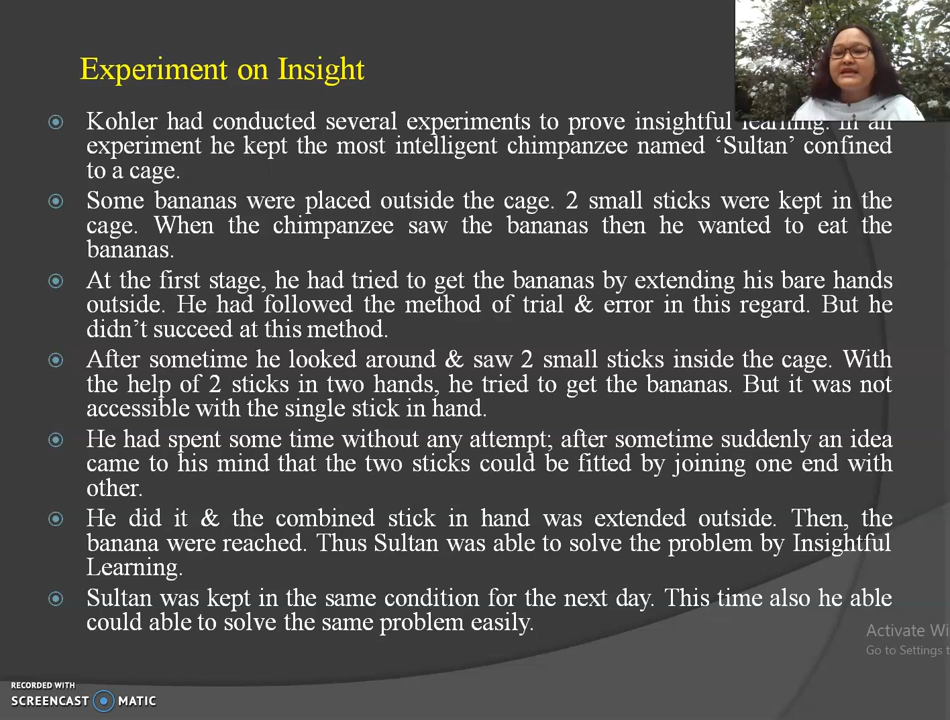 Experiment on Insight
Kohler had conducted several experiments to prove insightful learning. In an
experiment he kept the most intelligent chimpanzee named ‘Sultan’ confined
to a cage.
Some bananas were placed outside the cage. 2 small sticks were kept in the
cage. When the chimpanzee saw the bananas then he wanted to eat the
bananas.
At the first stage, he had tried to get the bananas by extending his bare hands
outside. He had followed the method of trial & error in this regard. But he
didn’t succeed at this method.
After sometime he looked around & saw 2 small sticks inside the cage. With
the help of 2 sticks in two hands, he tried to get the bananas. But it was not
accessible with the single stick in hand.
He had spent some time without any attempt; after sometime suddenly an idea
came to his mind that the two sticks could be fitted by joining one end with
other.
He did it & the combined stick in hand was extended outside. Then, the
banana were reached. Thus Sultan was able to solve the problem by Insightful
Learning.
Sultan was kept in the same condition for the next day. This time also he able
could able to solve the same problem easily.
Activate Wi
Go to Settings t
RECORDED WITH
SCREENCAST MATIC